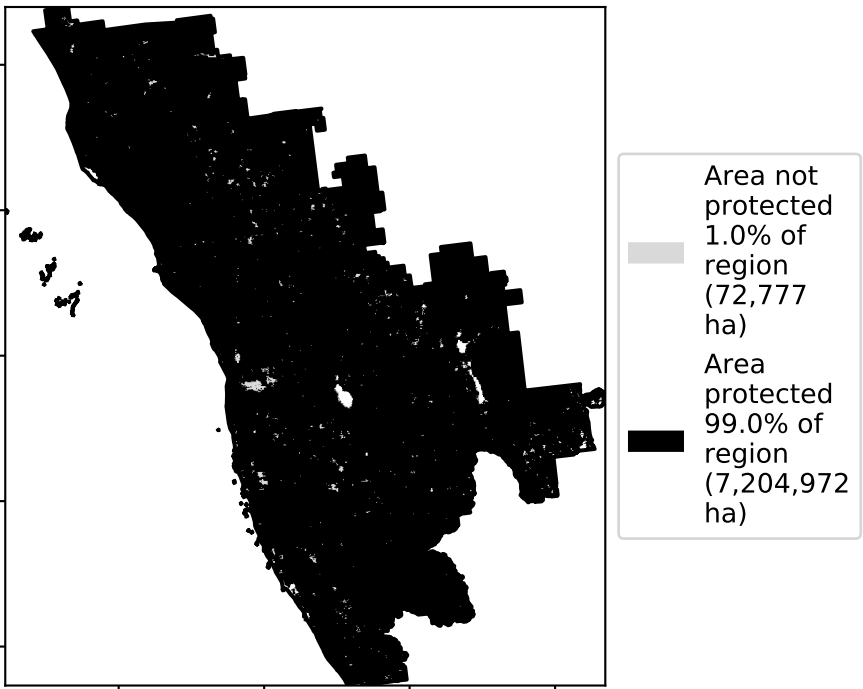 Area not
protected
1.0% of
region
(72,777
ha)
Area
protected
99.0% of
region
(7,204,972
ha)